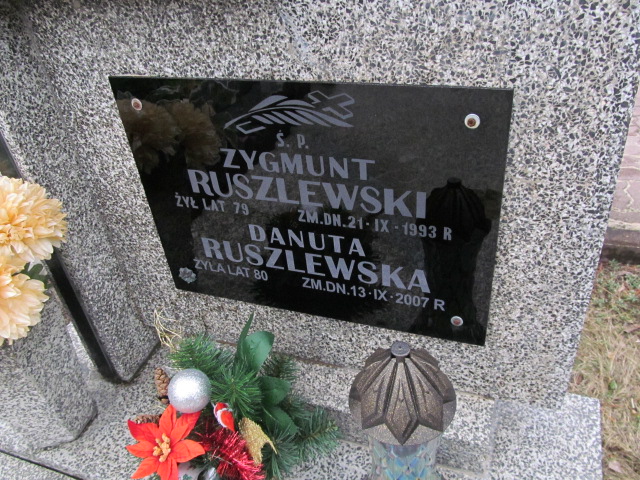 Ś. P.
ZYGMUNT
RUSZLEWSKI
ŻYŁ LAT 79 ZM.DN.21·IX·1993 R
DANUTA
RUSZLEWSKA
ŻYŁA LAT 80 ZM.DN.13·IX·2007 R